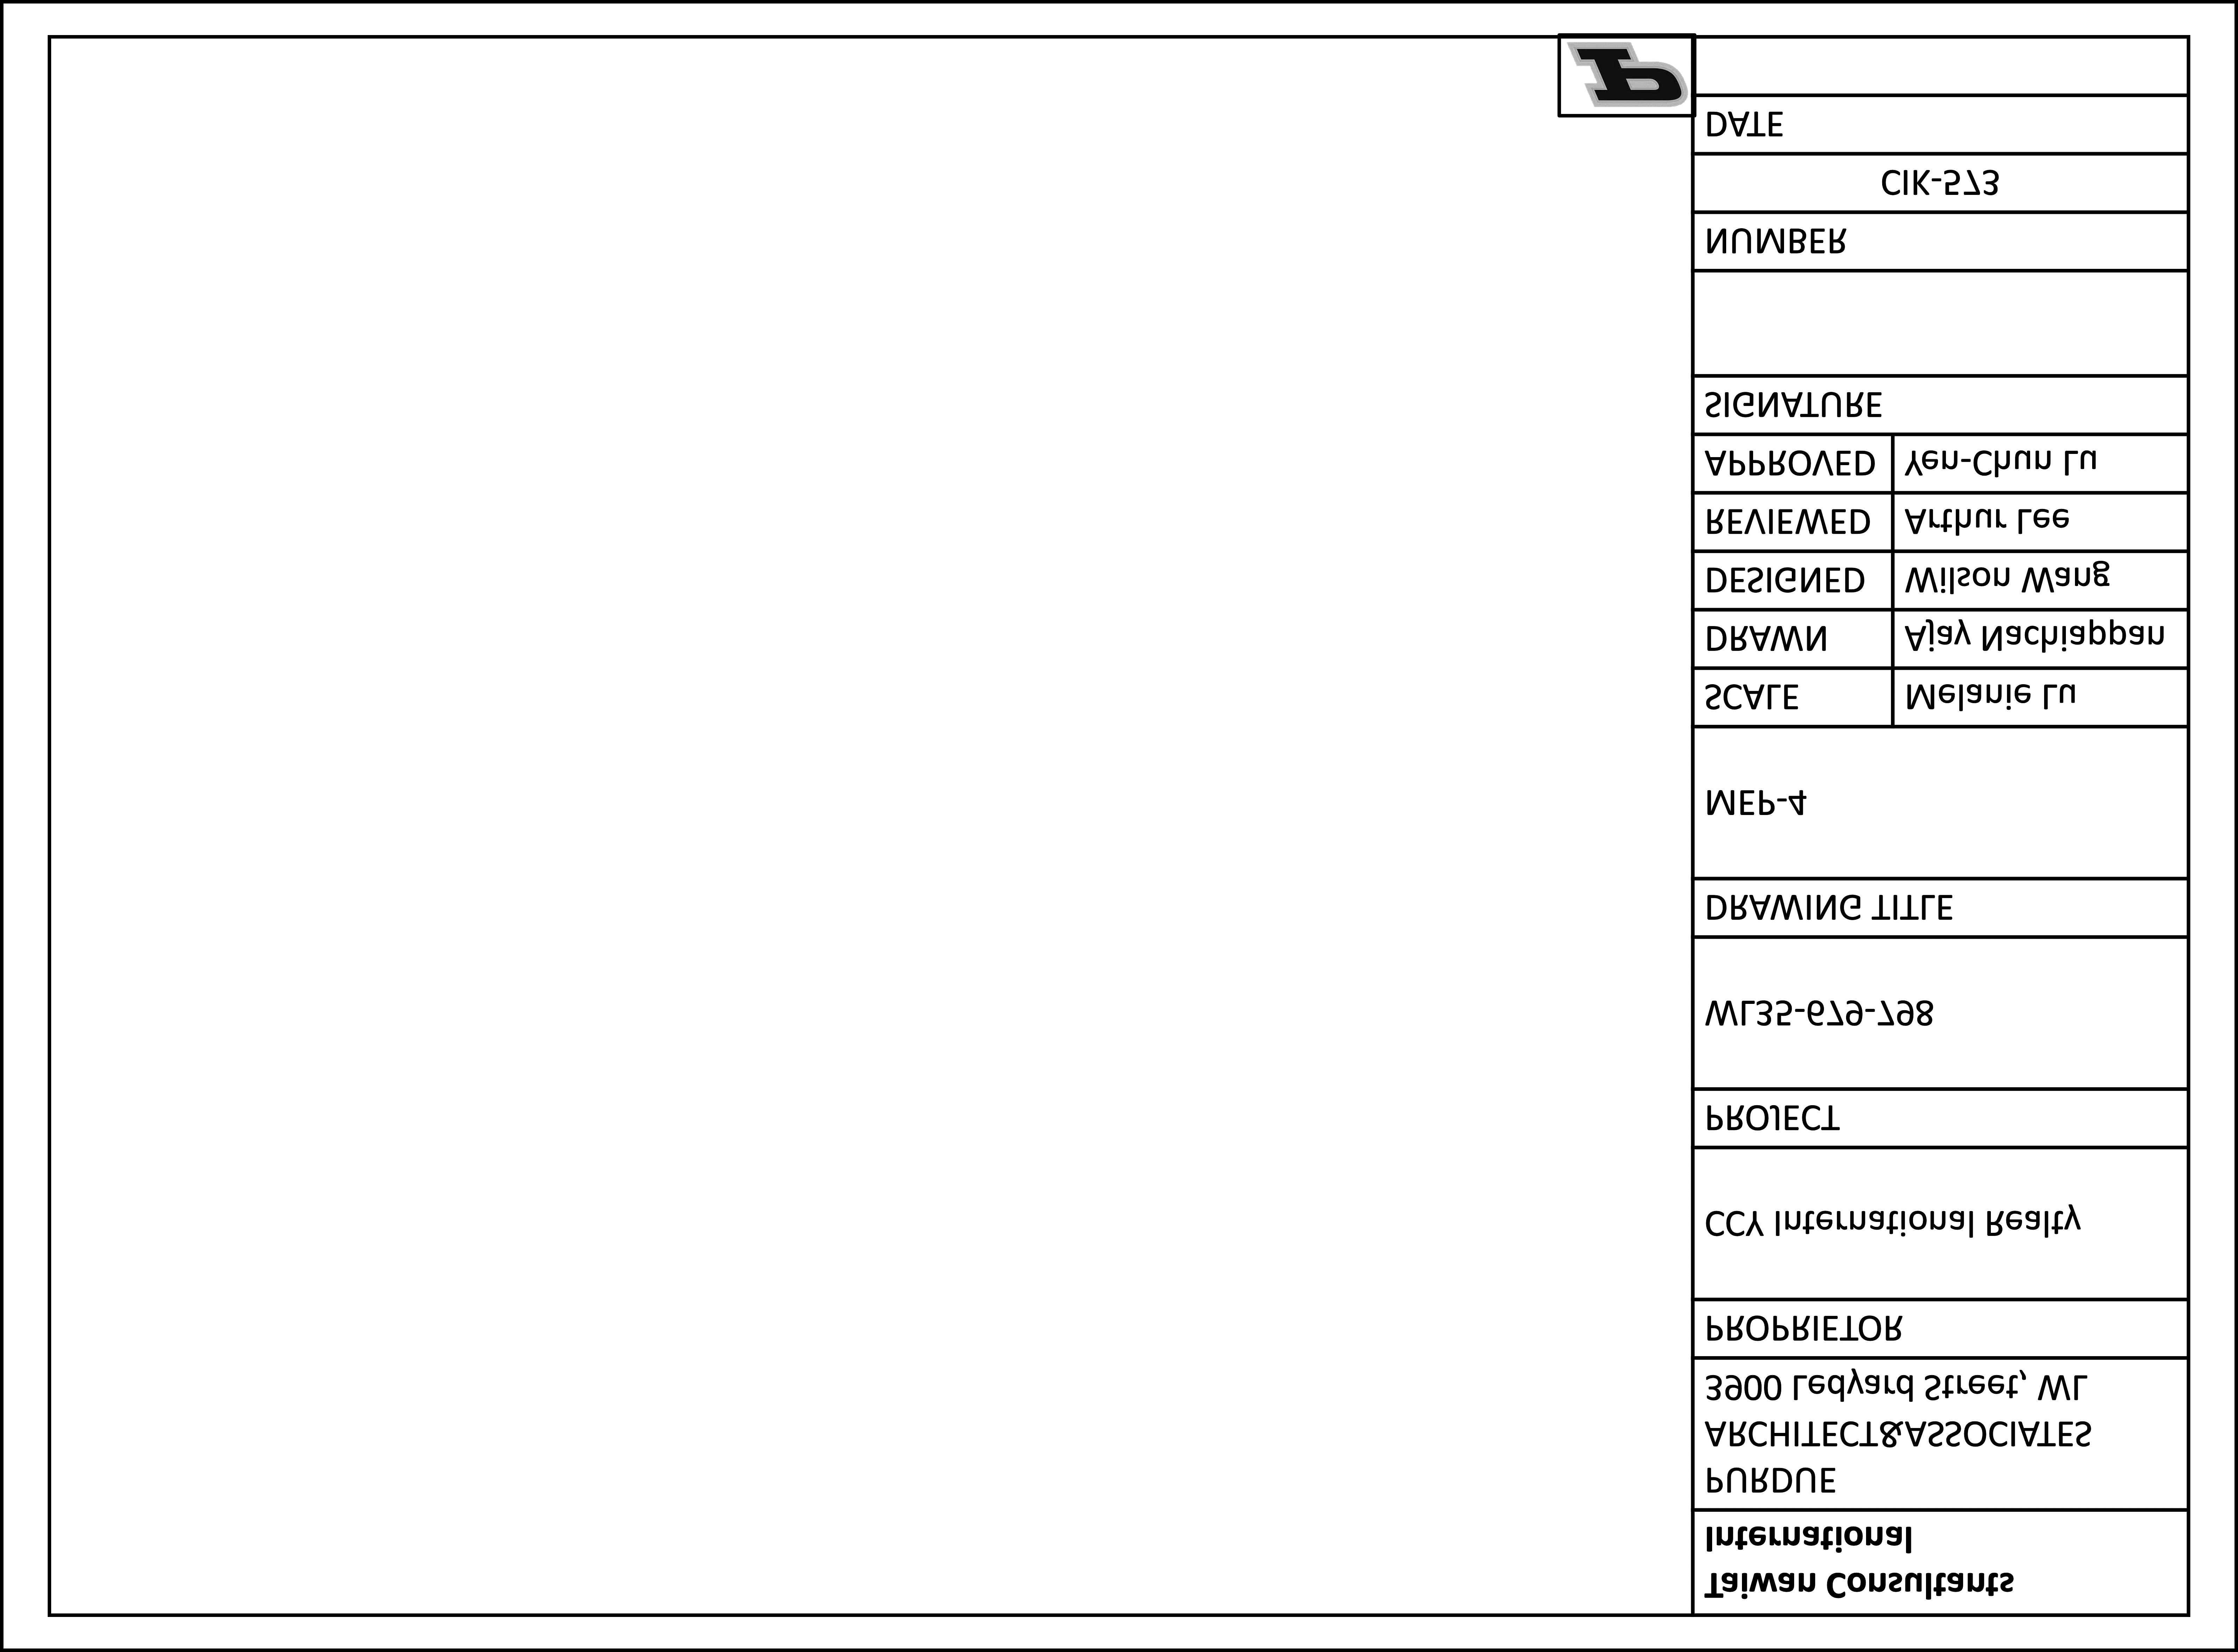 Taiwan Consultants
International
PURDUE
ARCHITECT&ASSOCIATES
3900 Ledyard Street, WL
PROPRIETOR
CCY International Realty
PROJECT
WL35-679-798
DRAWING TITLE
MEP-4
SCALE Melanie Lu
DRAWN Ajay Nachiappan
DESIGNED Wilson Wang
REVIEWED Arthur Lee
APPROVED Yen-Chun Lu
SIGNATURE
NUMBER
CIK-573
DATE
P